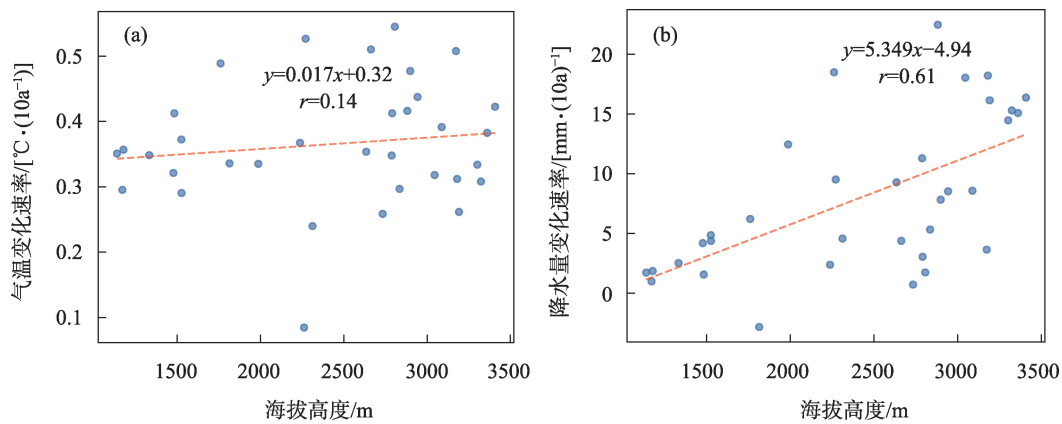 (a)
y=0.017x+0.32
r=0.14
气温变化速率/[℃·(10a⁻¹)]
0.5
0.4
0.3
0.2
0.1
1500 2000 2500 3000 3500
海拔高度/m
(b)
y=5.349x−4.94
r=0.61
降水量变化速率/[mm·(10a)⁻¹]
20
15
10
5
0
1500 2000 2500 3000 3500
海拔高度/m